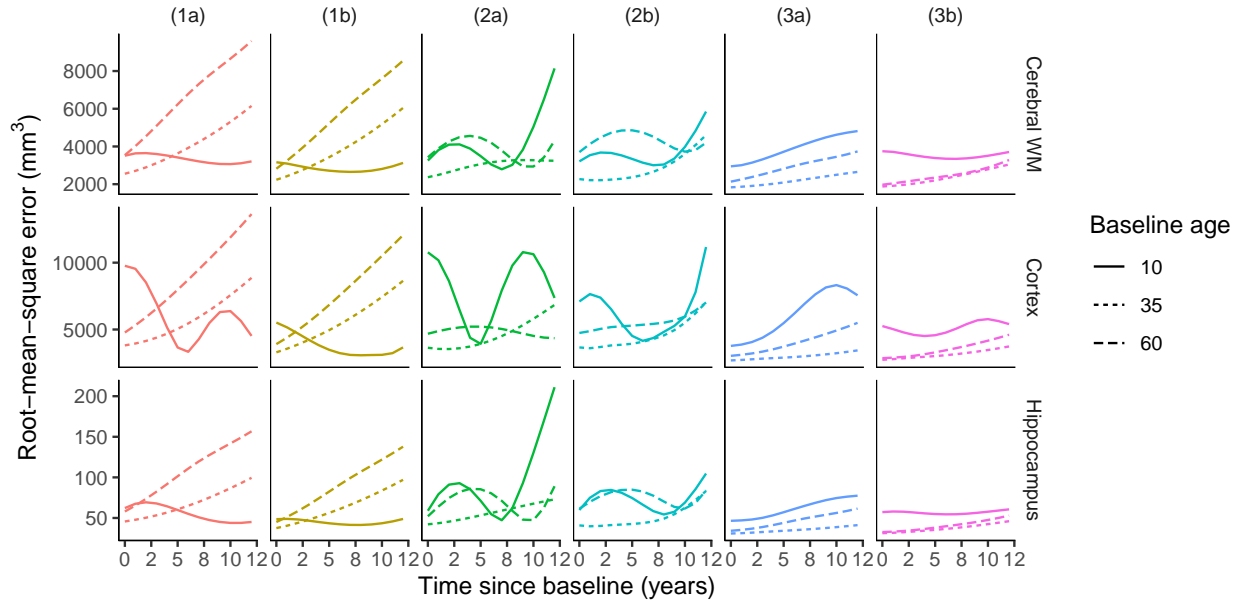 (1a) (1b) (2a) (2b) (3a) (3b)
Root−mean−square error (mm³)
8000
6000
4000
2000
Cerebral WM
10000
5000
Cortex
200
150
100
50
Hippocampus
0 2 5 8 10 12 0 2 5 8 10 12 0 2 5 8 10 12 0 2 5 8 10 12 0 2 5 8 10 12 0 2 5 8 10 12
Time since baseline (years)
Baseline age
10
35
60